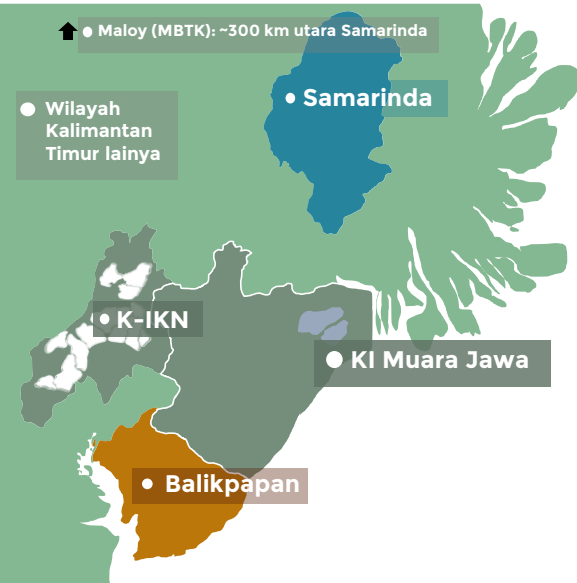 Maloy (MBTK): ~300 km utara Samarinda
Samarinda
Wilayah
Kalimantan
Timur lainya
K-IKN
KI Muara Jawa
Balikpapan